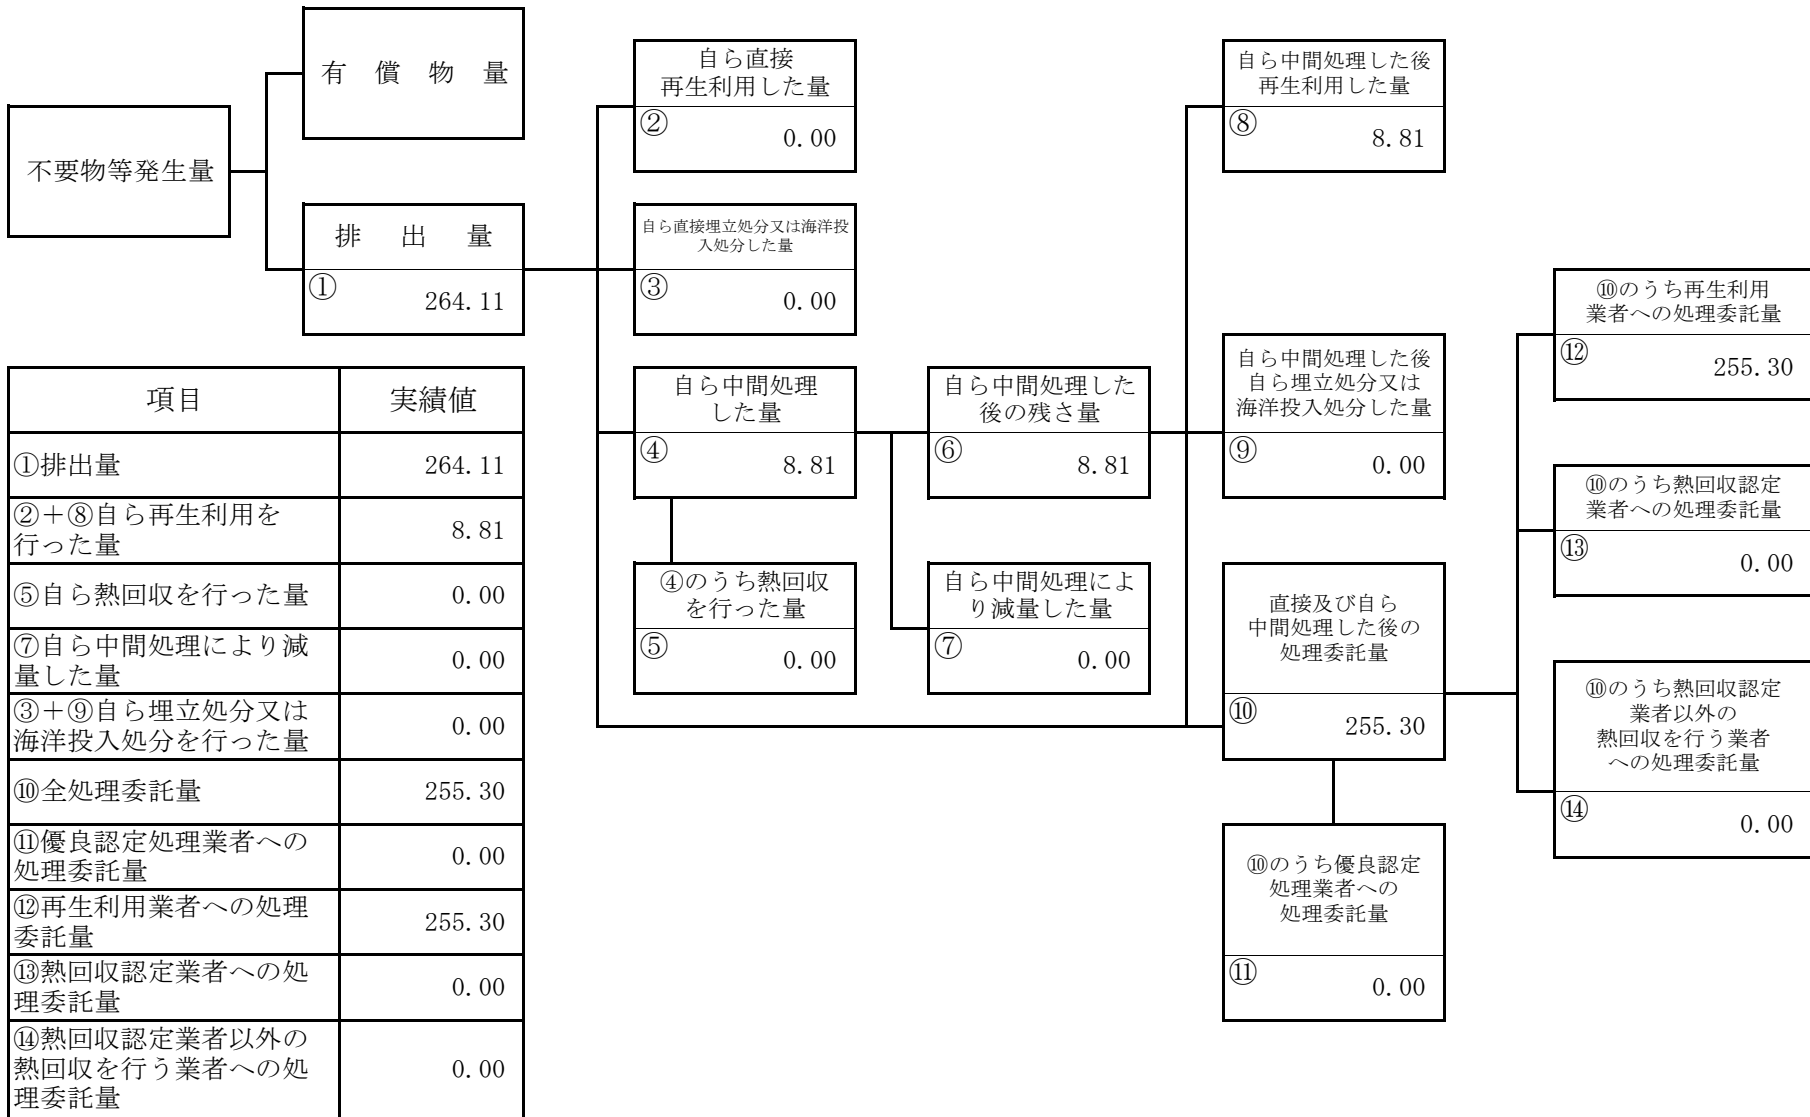 有償物量
不要物等発生量
排出量
①
264.11
自ら直接
再生利用した量
②
0.00
自ら直接埋立処分又は海洋投
入処分した量
③
0.00
自ら中間処理
した量
④
8.81
④のうち熱回収
を行った量
⑤
0.00
自ら中間処理した
後の残さ量
⑥
8.81
自ら中間処理によ
り減量した量
⑦
0.00
自ら中間処理した後
再生利用した量
⑧
8.81
自ら中間処理した後
自ら埋立処分又は
海洋投入処分した量
⑨
0.00
直接及び自ら
中間処理した後の
処理委託量
⑩
255.30
⑩のうち優良認定
処理業者への
処理委託量
⑪
0.00
⑩のうち再生利用
業者への処理委託量
⑫
255.30
⑩のうち熱回収認定
業者への処理委託量
⑬
0.00
⑩のうち熱回収認定
業者以外の
熱回収を行う業者
への処理委託量
⑭
0.00
項目
実績値
①排出量
264.11
②＋⑧自ら再生利用を
行った量
8.81
⑤自ら熱回収を行った量
0.00
⑦自ら中間処理により減
量した量
0.00
③＋⑨自ら埋立処分又は
海洋投入処分を行った量
0.00
⑩全処理委託量
255.30
⑪優良認定処理業者への
処理委託量
0.00
⑫再生利用業者への処理
委託量
255.30
⑬熱回収認定業者への処
理委託量
0.00
⑭熱回収認定業者以外の
熱回収を行う業者への処
理委託量
0.00